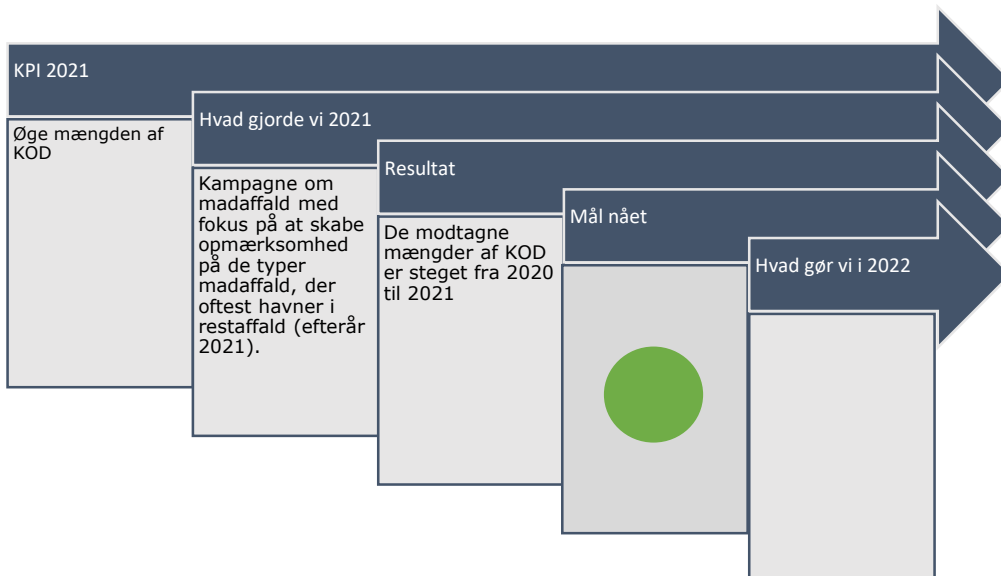 KPI 2021
Øge mængden af
KOD
Hvad gjorde vi 2021
Kampagne om
madaffald med
fokus på at skabe
opmærksomhed
på de typer
madaffald, der
oftest havner i
restaffald (efterår
2021).
Resultat
De modtagne
mængder af KOD
er steget fra 2020
til 2021
Mål nået
Hvad gør vi i 2022